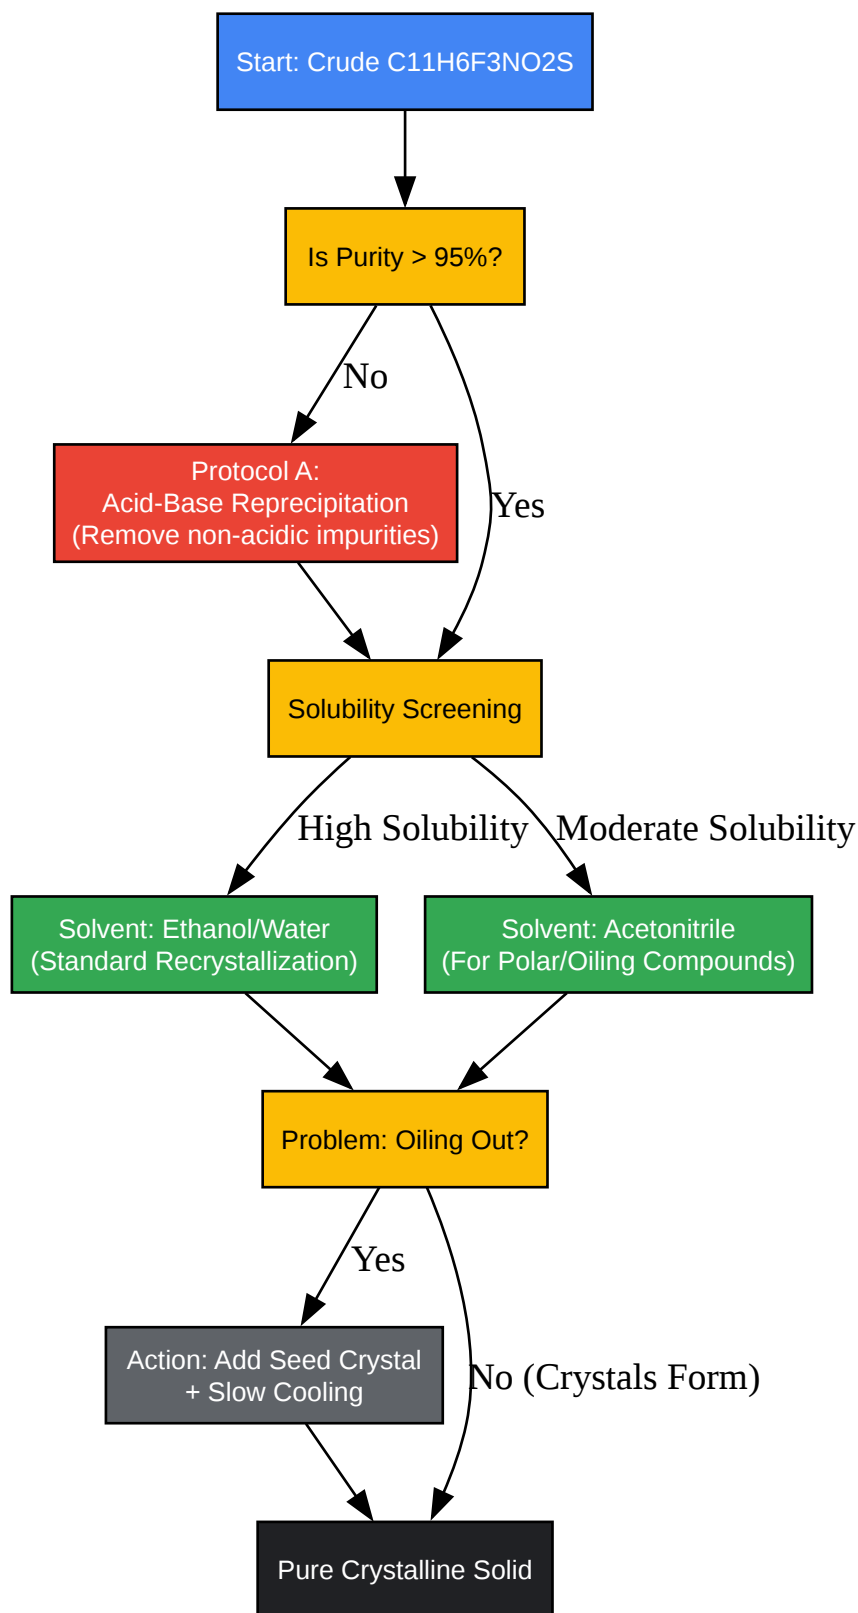 Start: Crude C11H6F3NO2S
Is Purity > 95%?
No
Protocol A:
Acid-Base Reprecipitation
(Remove non-acidic impurities)
Yes
Solubility Screening
High Solubility
Moderate Solubility
Solvent: Ethanol/Water
(Standard Recrystallization)
Solvent: Acetonitrile
(For Polar/Oiling Compounds)
Problem: Oiling Out?
Yes
Action: Add Seed Crystal
+ Slow Cooling
No (Crystals Form)
Pure Crystalline Solid